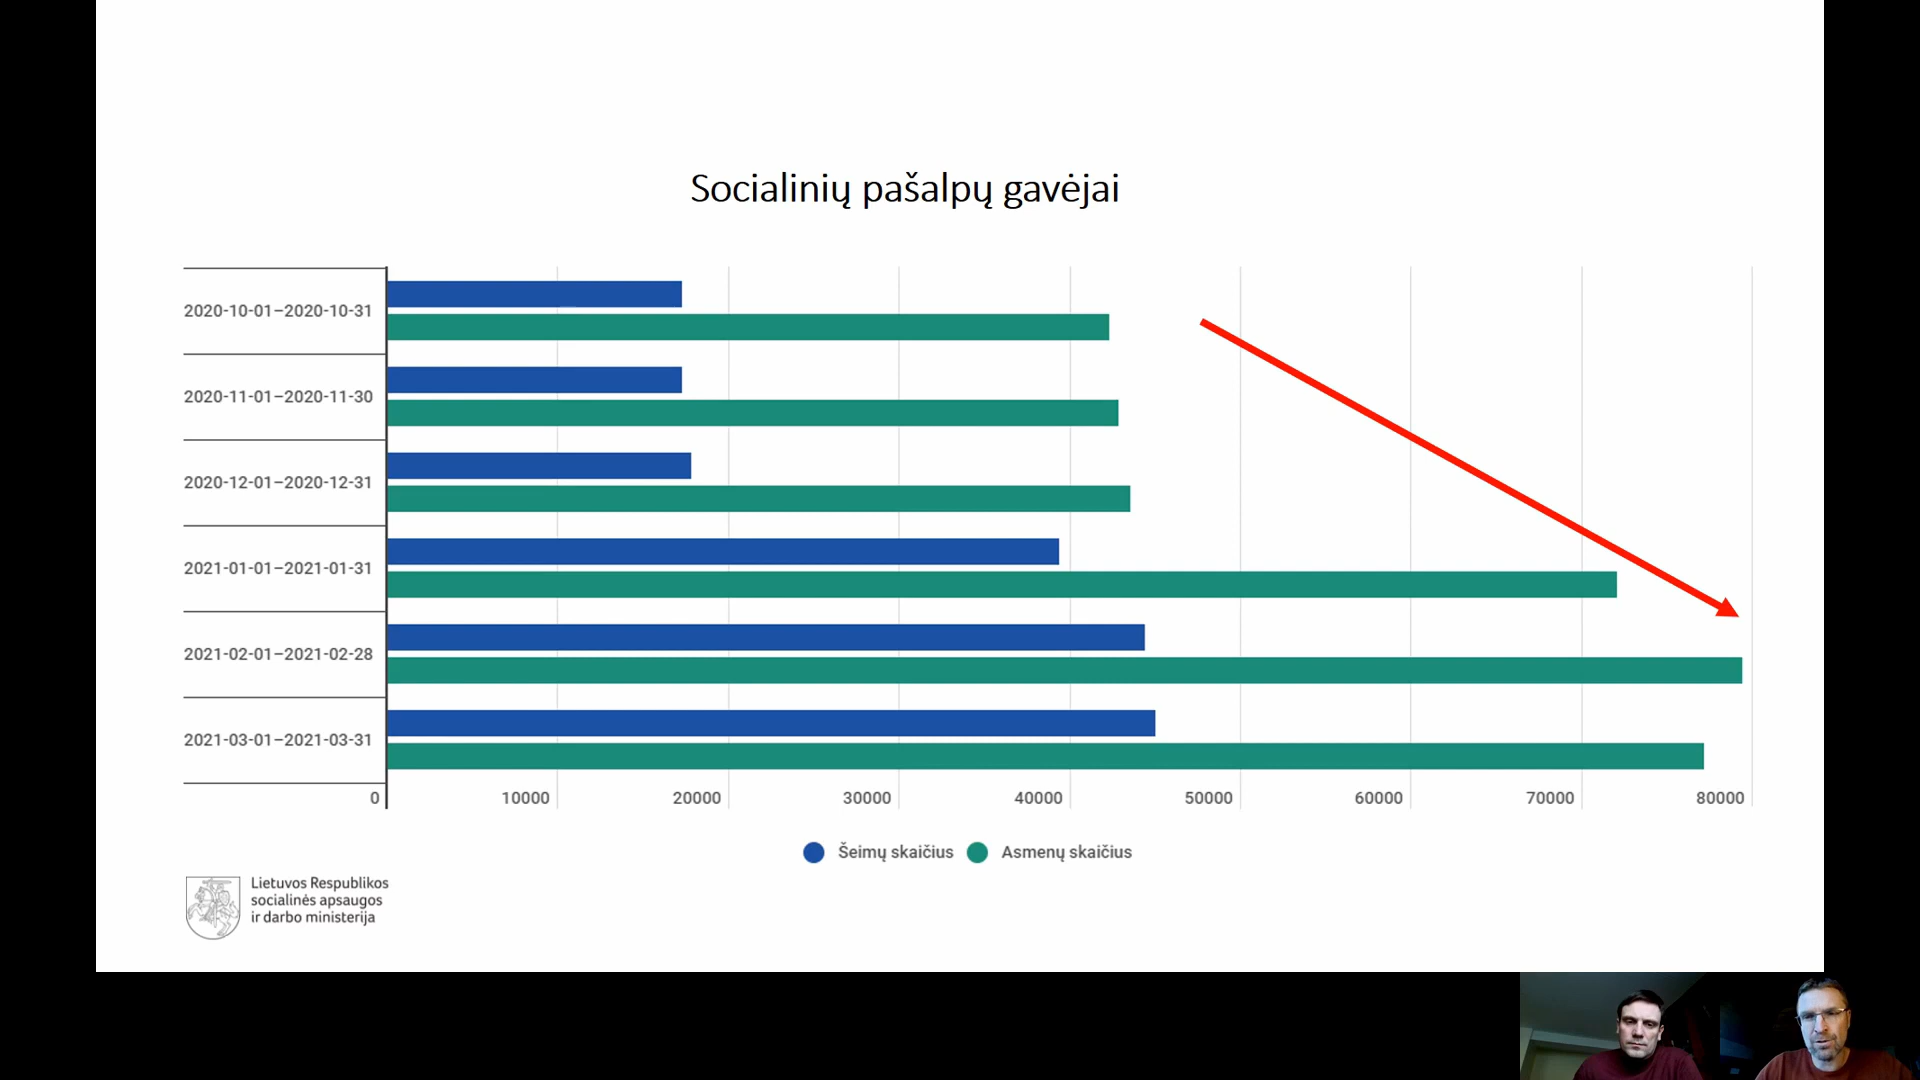 Socialinių pašalpų gavėjai
2020-10-01–2020-10-31
2020-11-01–2020-11-30
2020-12-01–2020-12-31
2021-01-01–2021-01-31
2021-02-01–2021-02-28
2021-03-01–2021-03-31
0 10000 20000 30000 40000 50000 60000 70000 80000
Šeimų skaičius Asmenų skaičius
Lietuvos Respublikos
socialinės apsaugos
ir darbo ministerija